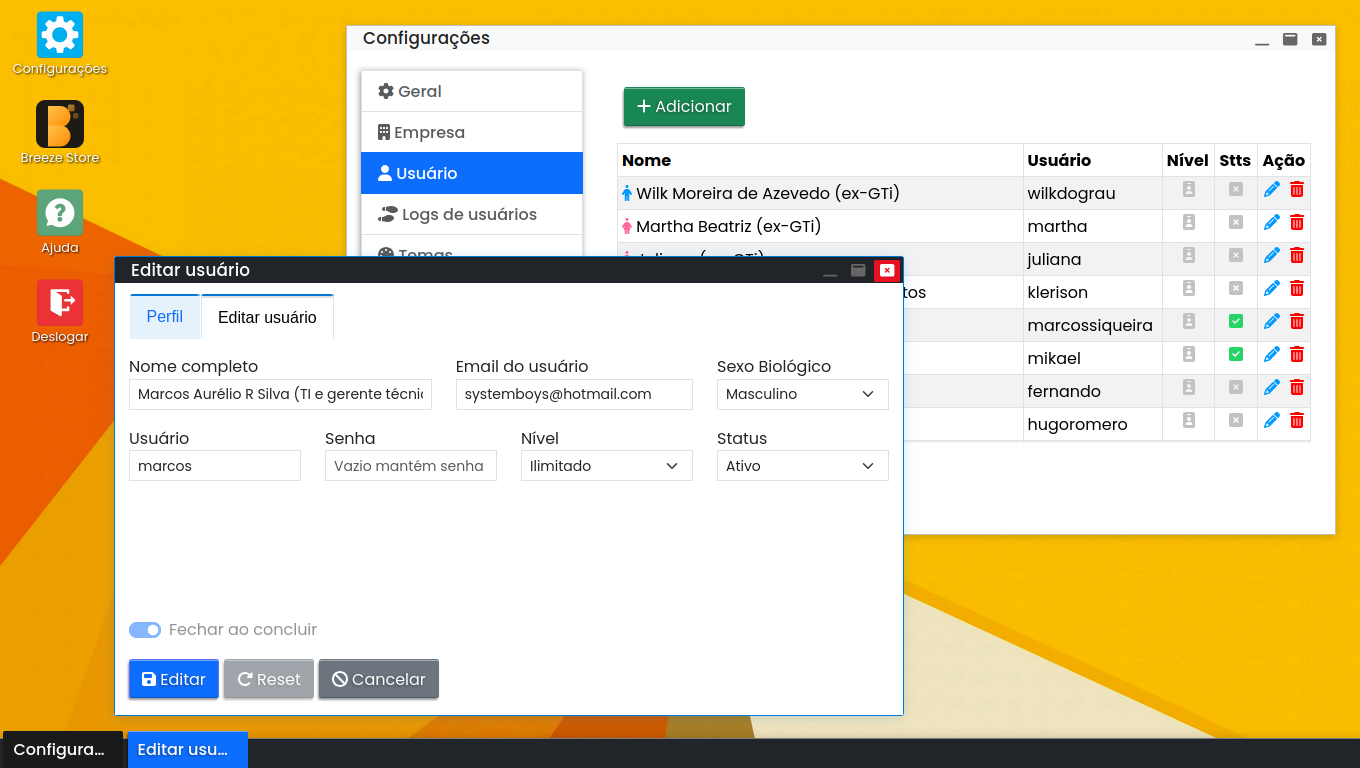 Configurações
Breeze Store
Ajuda
Deslogar
Configurações
Geral
Empresa
Usuário
Logs de usuários
Temas
Adicionar
Nome Usuário Nível Stts Ação
Wilk Moreira de Azevedo (ex-GTi) wilkdograu
Martha Beatriz (ex-GTi) martha
juliana
tos klerison
marcossiqueira
mikael
fernando
hugoromero
Editar usuário
Perfil Editar usuário
Nome completo Email do usuário Sexo Biológico
Marcos Aurélio R Silva (TI e gerente técni systemboys@hotmail.com Masculino
Usuário Senha Nível Status
marcos Vazio mantém senha Ilimitado Ativo
Fechar ao concluir
Editar Reset Cancelar
Configura... Editar usu...